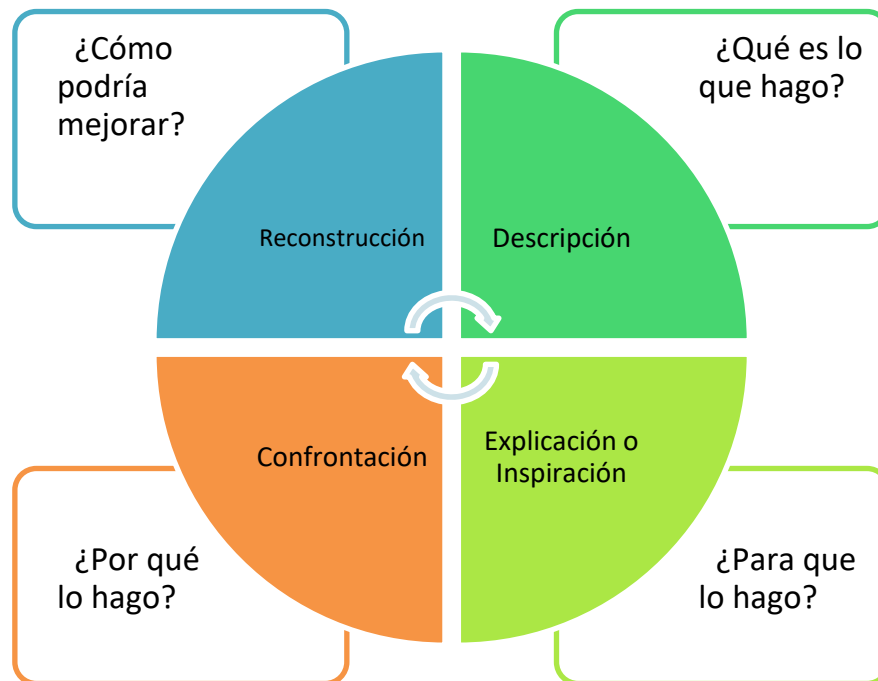 ¿Cómo
podría
mejorar?
¿Qué es lo
que hago?
Reconstrucción
Descripción
Confrontación
Explicación o
Inspiración
¿Por qué
lo hago?
¿Para que
lo hago?